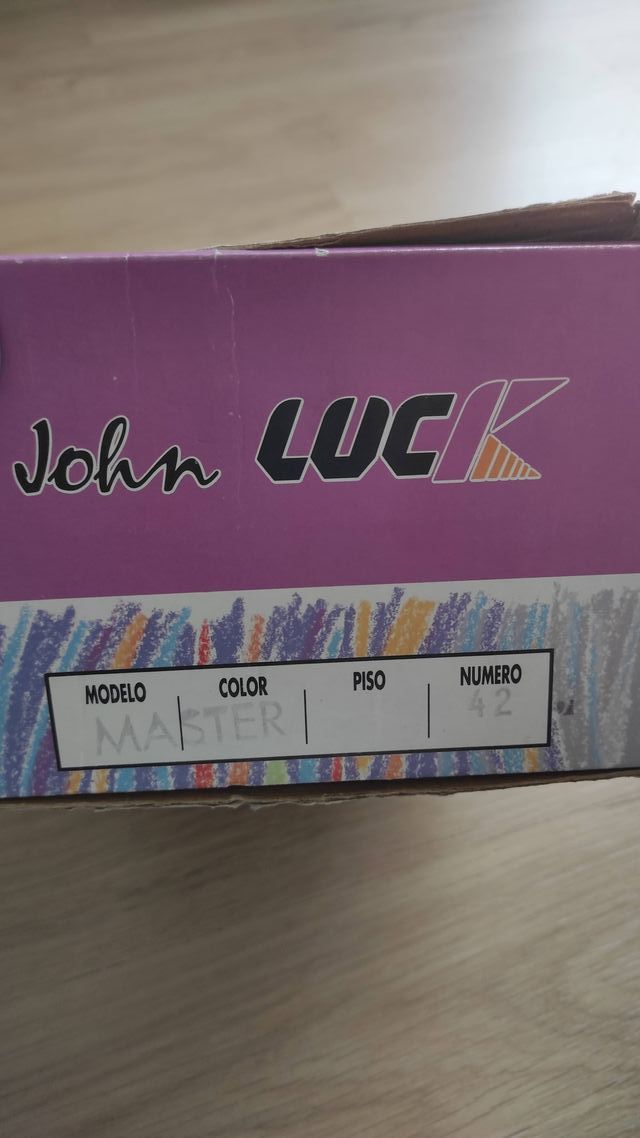 John LUCK
MODELO COLOR PISO NUMERO
MASTER 42